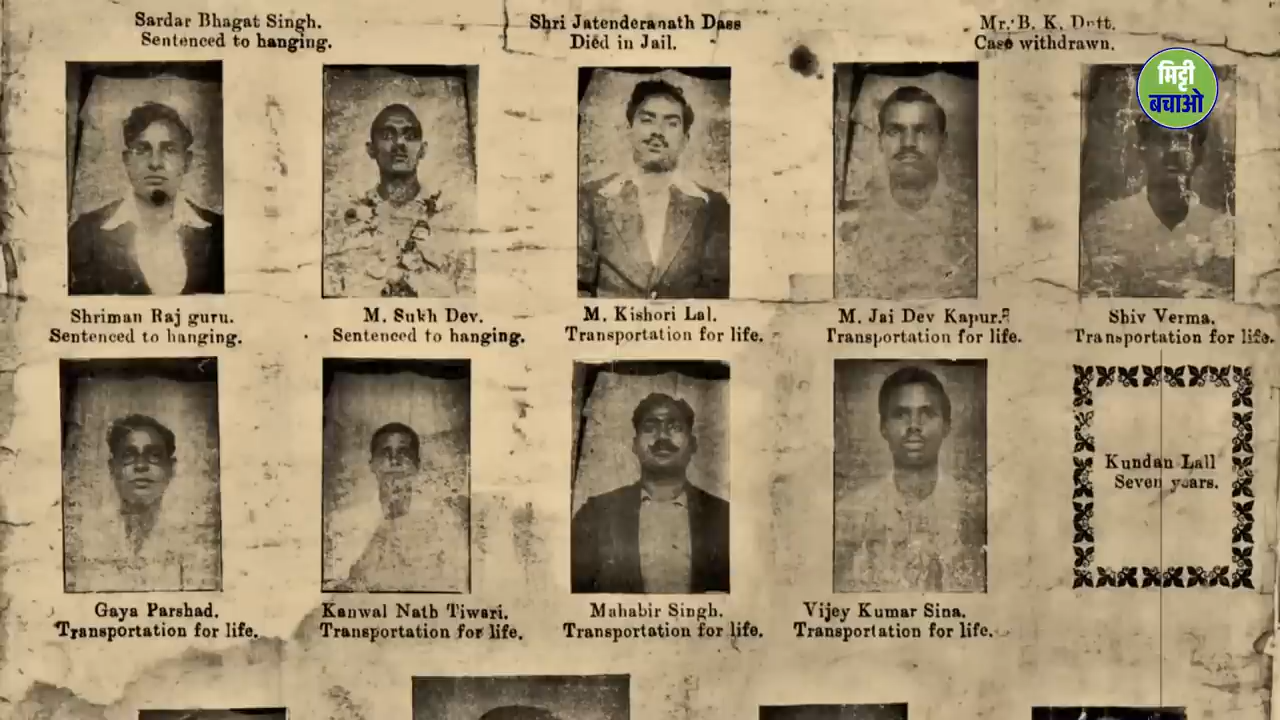 Sardar Bhagat Singh.
Sentenced to hanging.
Shri Jatenderanath Dass
Died in Jail.
Mr. B. K. Dutt.
Case withdrawn.
मिट्टी
बचाओ
Shriman Raj guru.
Sentenced to hanging.
M. Sukh Dev.
Sentenced to hanging.
M. Kishori Lal.
Transportation for life.
M. Jai Dev Kapur.
Transportation for life.
Shiv Verma.
Transportation for life.
Kundan Lall
Seven years.
Gaya Parshad.
Transportation for life.
Kanwal Nath Tiwari.
Transportation for life.
Mahabir Singh.
Transportation for life.
Vijey Kumar Sina.
Transportation for life.